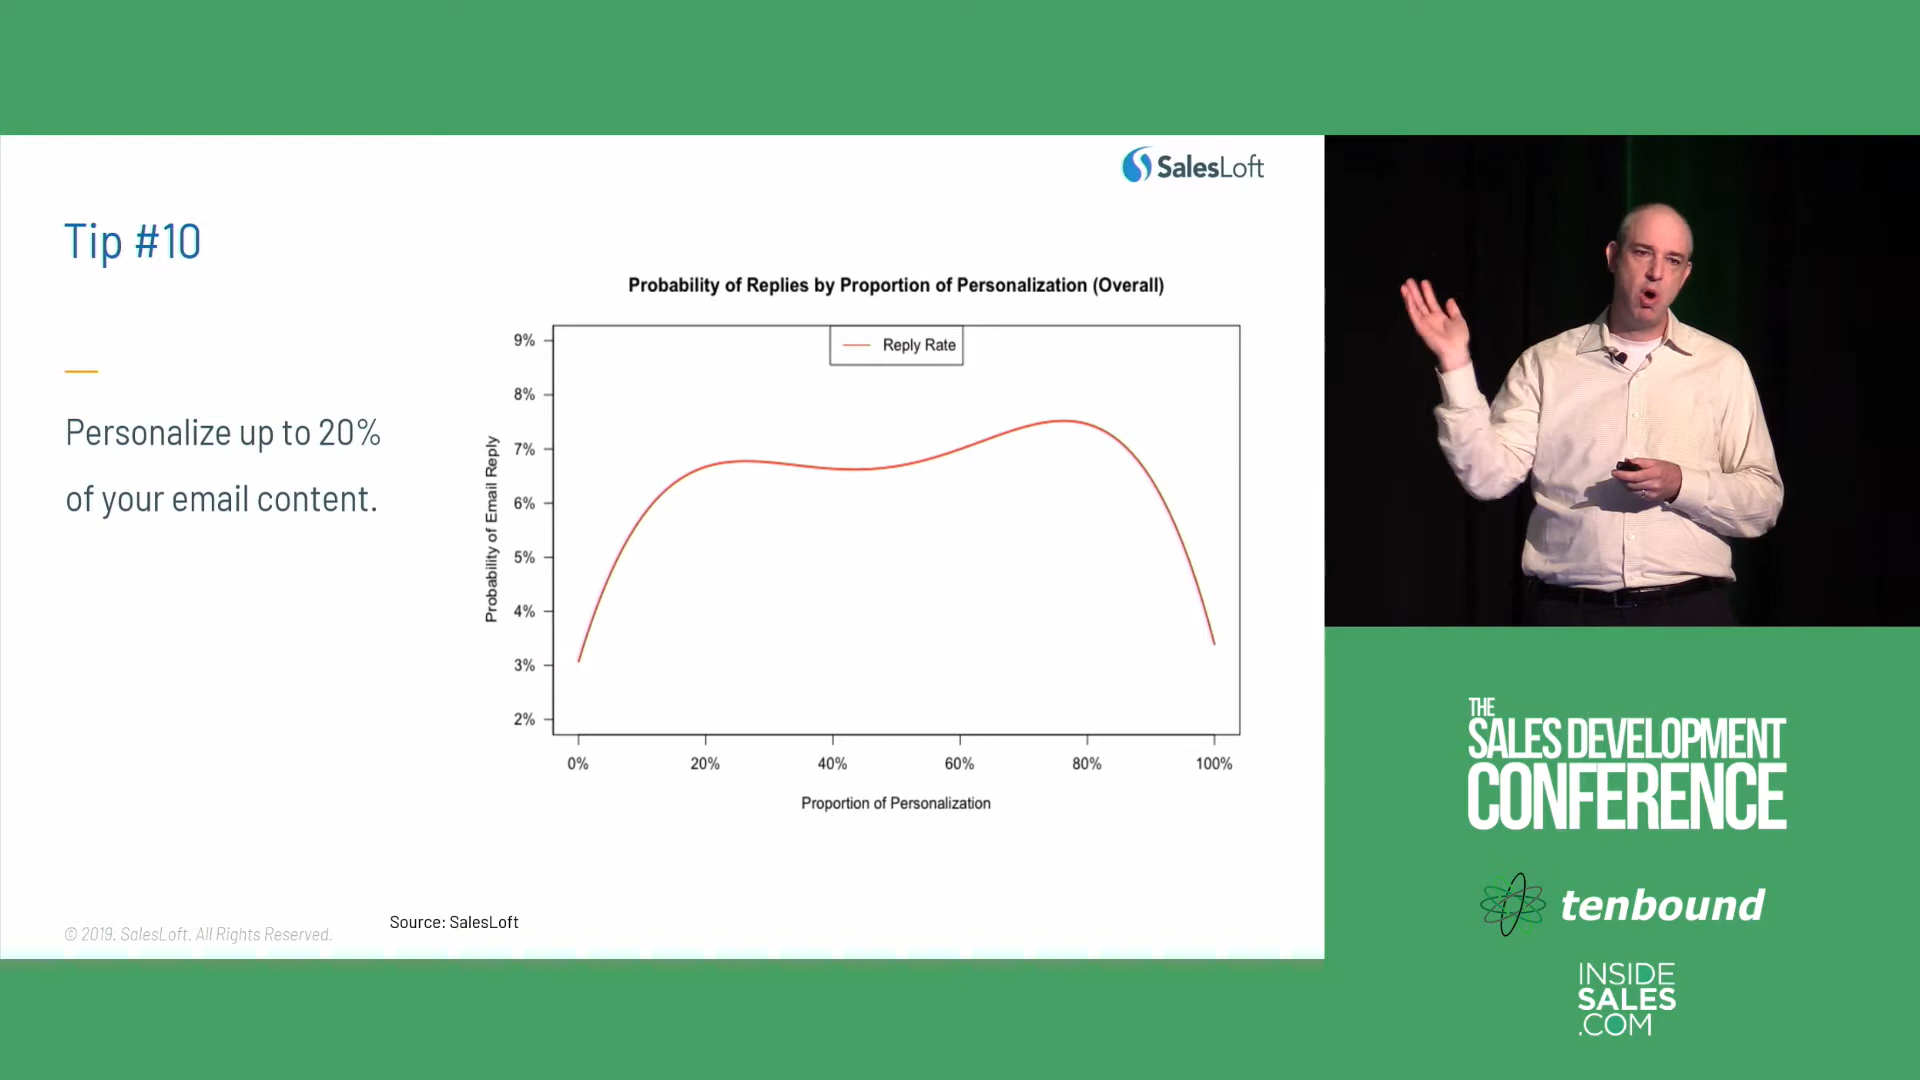 SalesLoft
Tip #10
Personalize up to 20%
of your email content.
Probability of Replies by Proportion of Personalization (Overall)
Reply Rate
Probability of Email Reply
9%
8%
7%
6%
5%
4%
3%
2%
0% 20% 40% 60% 80% 100%
Proportion of Personalization
© 2019. SalesLoft. All Rights Reserved.
Source: SalesLoft
THE
SALES DEVELOPMENT
CONFERENCE
tenbound
INSIDE
SALES
.COM